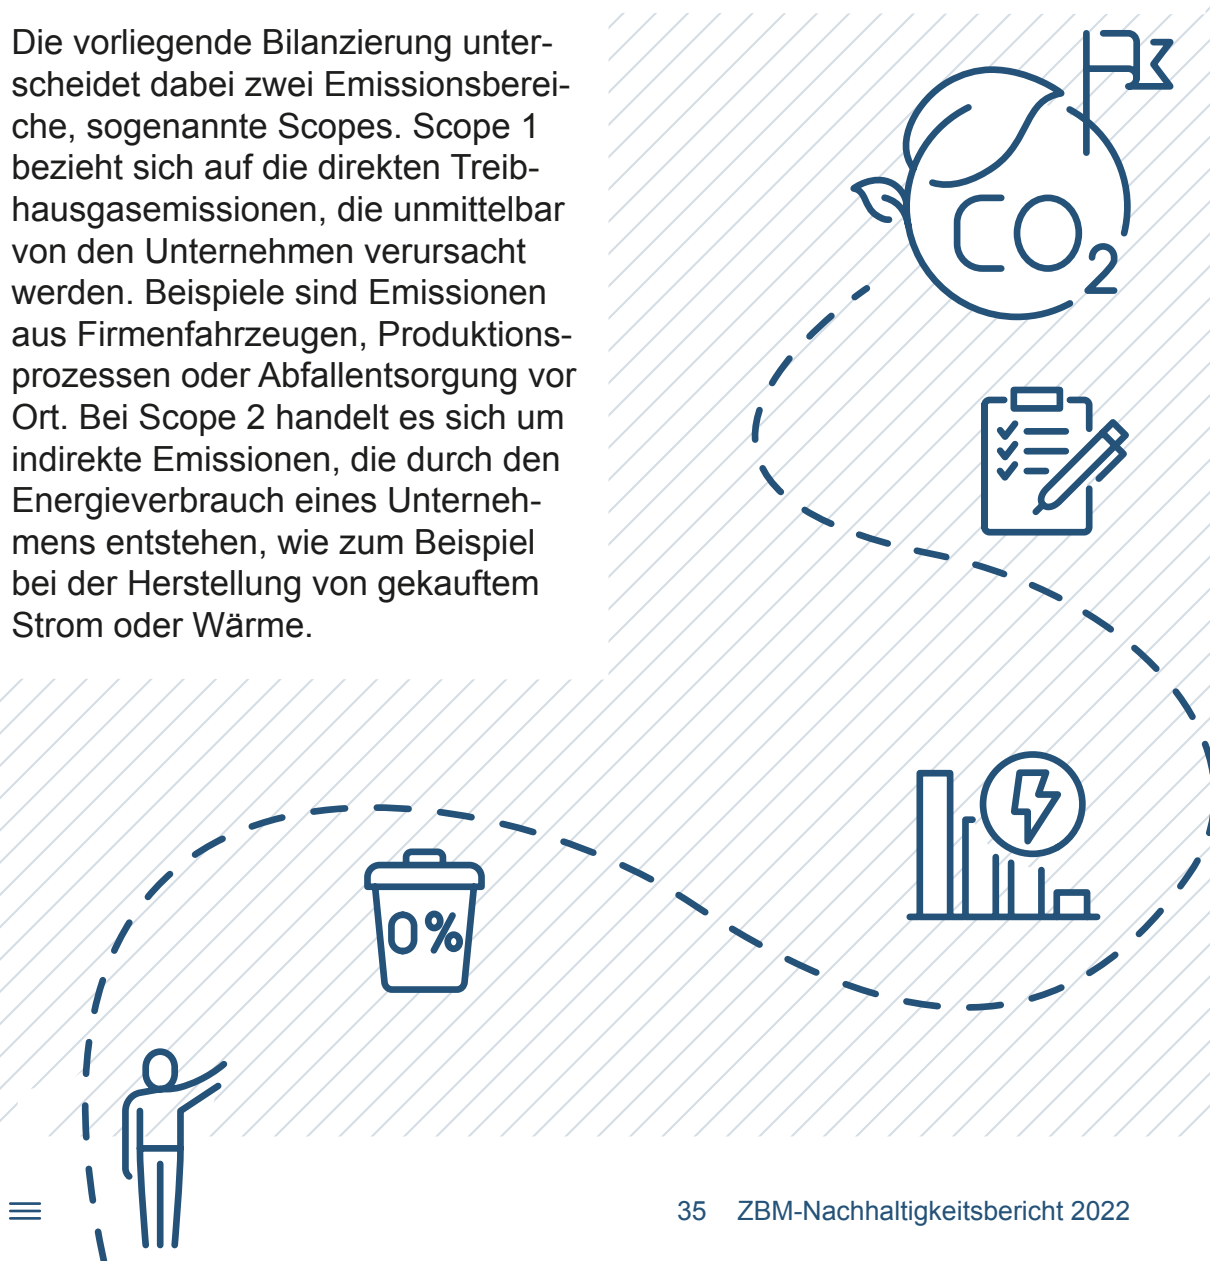 Die vorliegende Bilanzierung unter-
scheidet dabei zwei Emissionsberei-
che, sogenannte Scopes. Scope 1
bezieht sich auf die direkten Treib-
hausgasemissionen, die unmittelbar
von den Unternehmen verursacht
werden. Beispiele sind Emissionen
aus Firmenfahrzeugen, Produktions-
prozessen oder Abfallentsorgung vor
Ort. Bei Scope 2 handelt es sich um
indirekte Emissionen, die durch den
Energieverbrauch eines Unterneh-
mens entstehen, wie zum Beispiel
bei der Herstellung von gekauftem
Strom oder Wärme.
CO2
0%
35 ZBM-Nachhaltigkeitsbericht 2022